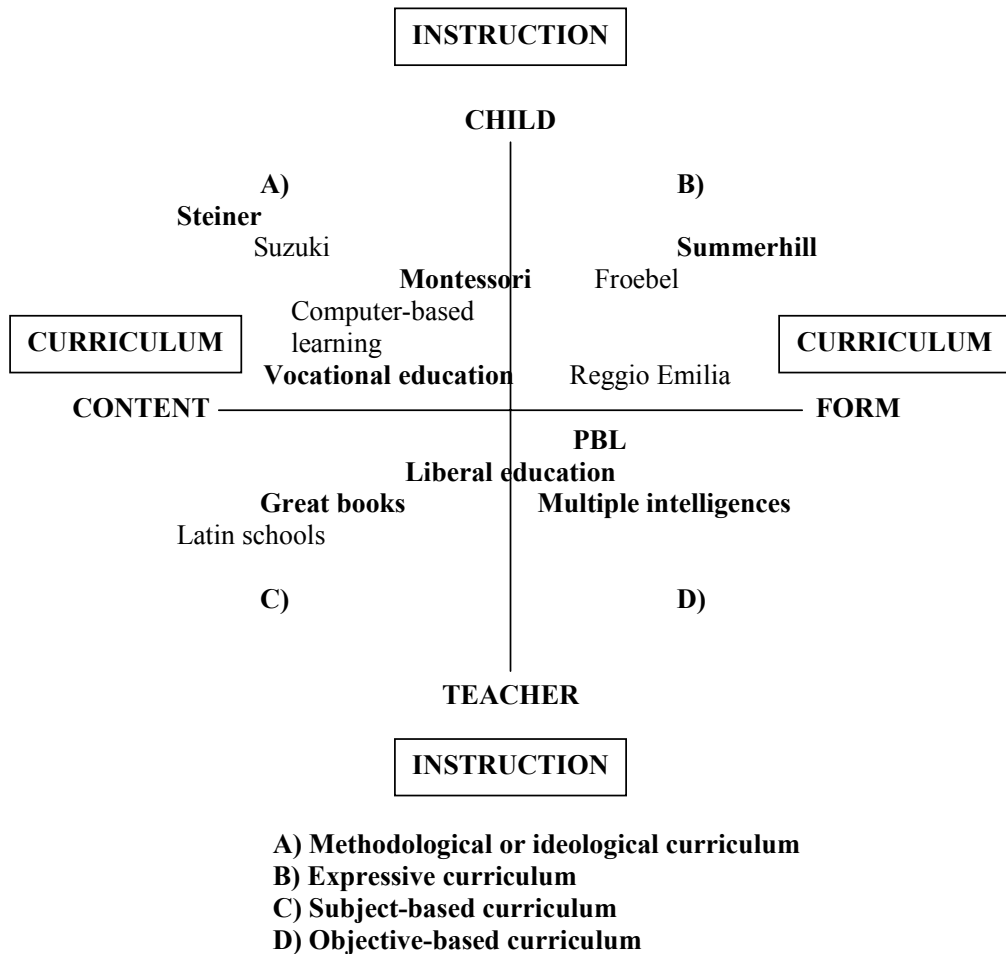 INSTRUCTION
CHILD
A)
B)
Steiner
Suzuki
Summerhill
Montessori
Froebel
Computer-based
learning
CURRICULUM
CURRICULUM
Vocational education
Reggio Emilia
CONTENT
FORM
PBL
Liberal education
Great books
Multiple intelligences
Latin schools
C)
D)
TEACHER
INSTRUCTION
A) Methodological or ideological curriculum
B) Expressive curriculum
C) Subject-based curriculum
D) Objective-based curriculum